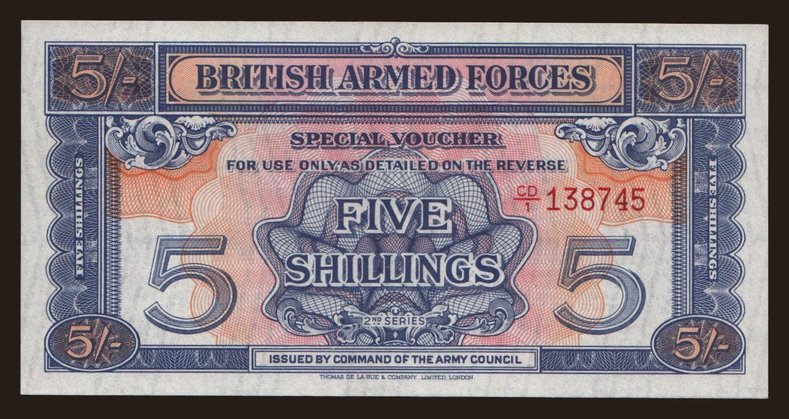 5/- BRITISH ARMED FORCES 5/-
SPECIAL VOUCHER
FOR USE ONLY AS DETAILED ON THE REVERSE
CD/1 138745
FIVE SHILLINGS
FIVE SHILLINGS
FIVE
SHILLINGS
5 5
2ND SERIES
5/- 5/-
ISSUED BY COMMAND OF THE ARMY COUNCIL
THOMAS DE LA RUE & COMPANY, LIMITED, LONDON.